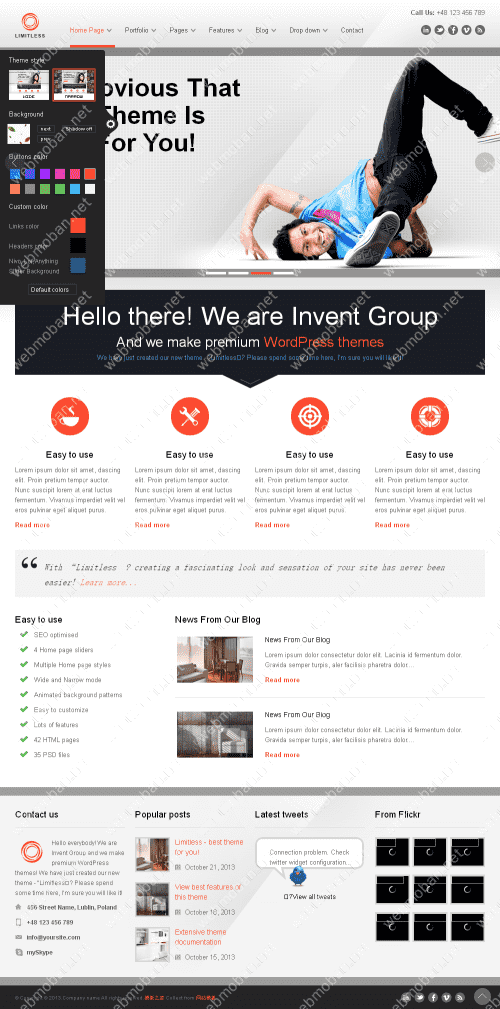 Call Us: +48 123 456 789
LIMITLESS
Home Page
Portfolio
Pages
Features
Blog
Drop down
Contact
Theme style
WIDE
NARROW
Background
next
Shadow off
prev
Buttons color
Custom color
Links color
Headers color
Background
Default colors
ovious That
Theme Is
For You!
Hello there! We are Invent Group
And we make premium WordPress themes
We have just created our new theme - Please spend some time here, I'm sure you will like it!
Easy to use
Lorem ipsum dolor sit amet, dascing
elit. Proin pretium tempor auctor.
Nunc suscipit lorem at erat luctus
fermentum. Vivamus imperdiet velit vel
eros pulvinar eget aliquet purus.
Read more
Easy to use
Lorem ipsum dolor sit amet, dascing
elit. Proin pretium tempor auctor.
Nunc suscipit lorem at erat luctus
fermentum. Vivamus imperdiet velit vel
eros pulvinar eget aliquet purus.
Read more
Easy to use
Lorem ipsum dolor sit amet, dascing
elit. Proin pretium tempor auctor.
Nunc suscipit lorem at erat luctus
fermentum. Vivamus imperdiet velit vel
eros pulvinar eget aliquet purus.
Read more
Easy to use
Lorem ipsum dolor sit amet, dascing
elit. Proin pretium tempor auctor.
Nunc suscipit lorem at erat luctus
fermentum. Vivamus imperdiet velit vel
eros pulvinar eget aliquet purus.
Read more
With “Limitless ? creating a fascinating look and sensation of your site has never been
easier! Learn more...
Easy to use
SEO optimised
4 Home page sliders
Multiple Home page styles
Wide and Narrow mode
Animated background patterns
Easy to customize
Lots of features
42 HTML pages
35 PSD files
News From Our Blog
News From Our Blog
Lorem ipsum dolor consectetur dolor elit. Lacinia id fermentum dolor.
Gravida semper turpis, aler facilisis pharetra dolor...
Read more
News From Our Blog
Lorem ipsum dolor consectetur dolor elit. Lacinia id fermentum dolor.
Gravida semper turpis, aler facilisis pharetra dolor...
Read more
Contact us
Hello everybody! We are
Invent Group and we make
premium WordPress
themes! We have just created our new
theme - Please spend
some time here, I'm sure you will like it!
456 Street Name, Lublin, Poland
+48 123 456 789
info@yoursite.com
mySkype
Popular posts
Limitless - best theme
for you!
October 21, 2013
View best features of
this theme
October 18, 2013
Extensive theme
documentation
October 15, 2013
Latest tweets
Connection problem. Check
twitter widget configuration...
View all tweets
From Flickr
Copyright © 2013. Company name All rights reserved. Collect from
webmoban.net